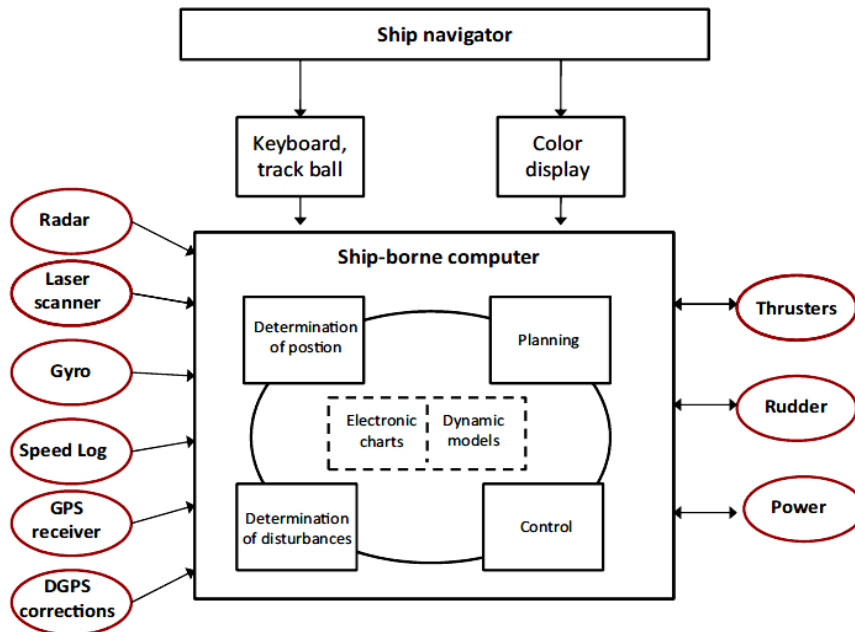 Ship navigator
Keyboard,
track ball
Color
display
Radar
Laser
scanner
Gyro
Speed Log
GPS
receiver
DGPS
corrections
Ship-borne computer
Determination
of postion
Planning
Electronic
charts
Dynamic
models
Determination
of disturbances
Control
Thrusters
Rudder
Power